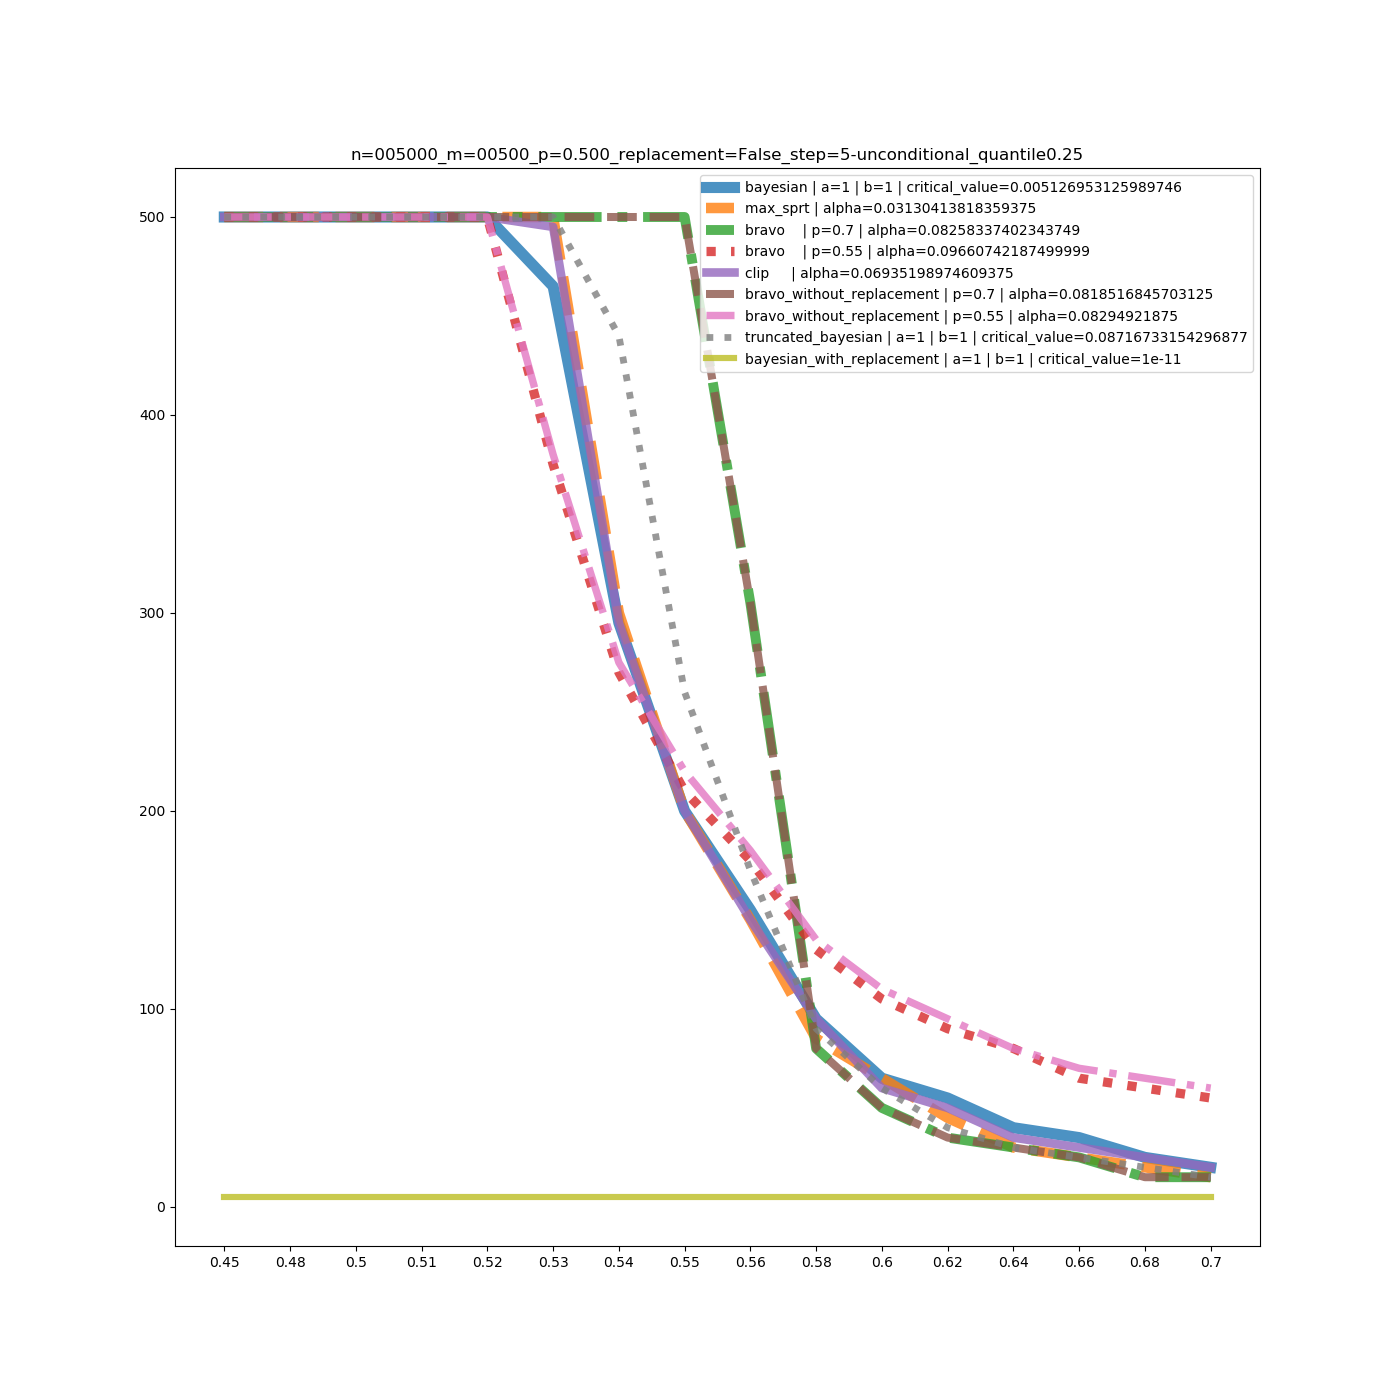 n=005000_m=00500_p=0.500_replacement=False_step=5-unconditional_quantile0.25
bayesian | a=1 | b=1 | critical_value=0.005126953125989746
max_sprt | alpha=0.03130413818359375
bravo    | p=0.7 | alpha=0.08258337402343749
bravo    | p=0.55 | alpha=0.09660742187499999
clip     | alpha=0.06935198974609375
bravo_without_replacement | p=0.7 | alpha=0.0818516845703125
bravo_without_replacement | p=0.55 | alpha=0.08294921875
truncated_bayesian | a=1 | b=1 | critical_value=0.08716733154296877
bayesian_with_replacement | a=1 | b=1 | critical_value=1e-11
500
400
300
200
100
0
0.45 0.48 0.5 0.51 0.52 0.53 0.54 0.55 0.56 0.58 0.6 0.62 0.64 0.66 0.68 0.7